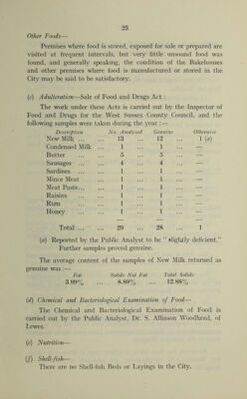 23
Other Foods—
Premises where food is stored, exposed for sale or prepared are
visited at frequent intervals, but very little unsound food was
found, and generally speaking, the condition of the Bakehouses
and other premises where food is manufactured or stored in the
City may be said to be satisfactory.
(c) Adulteration—Sale of Food and Drugs Act :
The work under these Acts is carried out by the Inspector of
Food and Drugs for the West Sussex County Council, and the
following samples were taken during the year :—
Description No. Analysed Genuine Otherwise
New Milk ... ... 13 ... 12 ... 1 (a)
Condensed Milk ... 1 ... 1 ... —
Butter ... ... 5 ... 5 ... —
Sausages ... ... 4 ... 4 ... —
Sardines ... ... 1 ... 1 ... —
Mince Meat ... 1 ... 1 ... —
Meat Paste... ... 1 ... 1 ... —
Raisins ... ... 1 ... 1 ... —
Rum ... ... 1 ... 1 ... —
Honey ... ... 1 ... 1 ... —
Total ... ... 29 28 ... 1
(a) Reported by the Public Analyst to be "slightly deficient."
Further samples proved genuine.
The average content of the samples of New Milk returned as
genuine was :—
Fat Solids Not Fat Total Solids
3.99% ... 8.89% ... 12.88%
(d) Chemical and Bacteriological Examination of Food—
The Chemical and Bacteriological Examination of Food is
carried out by the Public Analyst, Dr. S. Allinson Woodhead, of
Lewes.
(e) Nutrition—
(f) Shell-fish—
There are no Shell-fish Beds or Layings in the City.